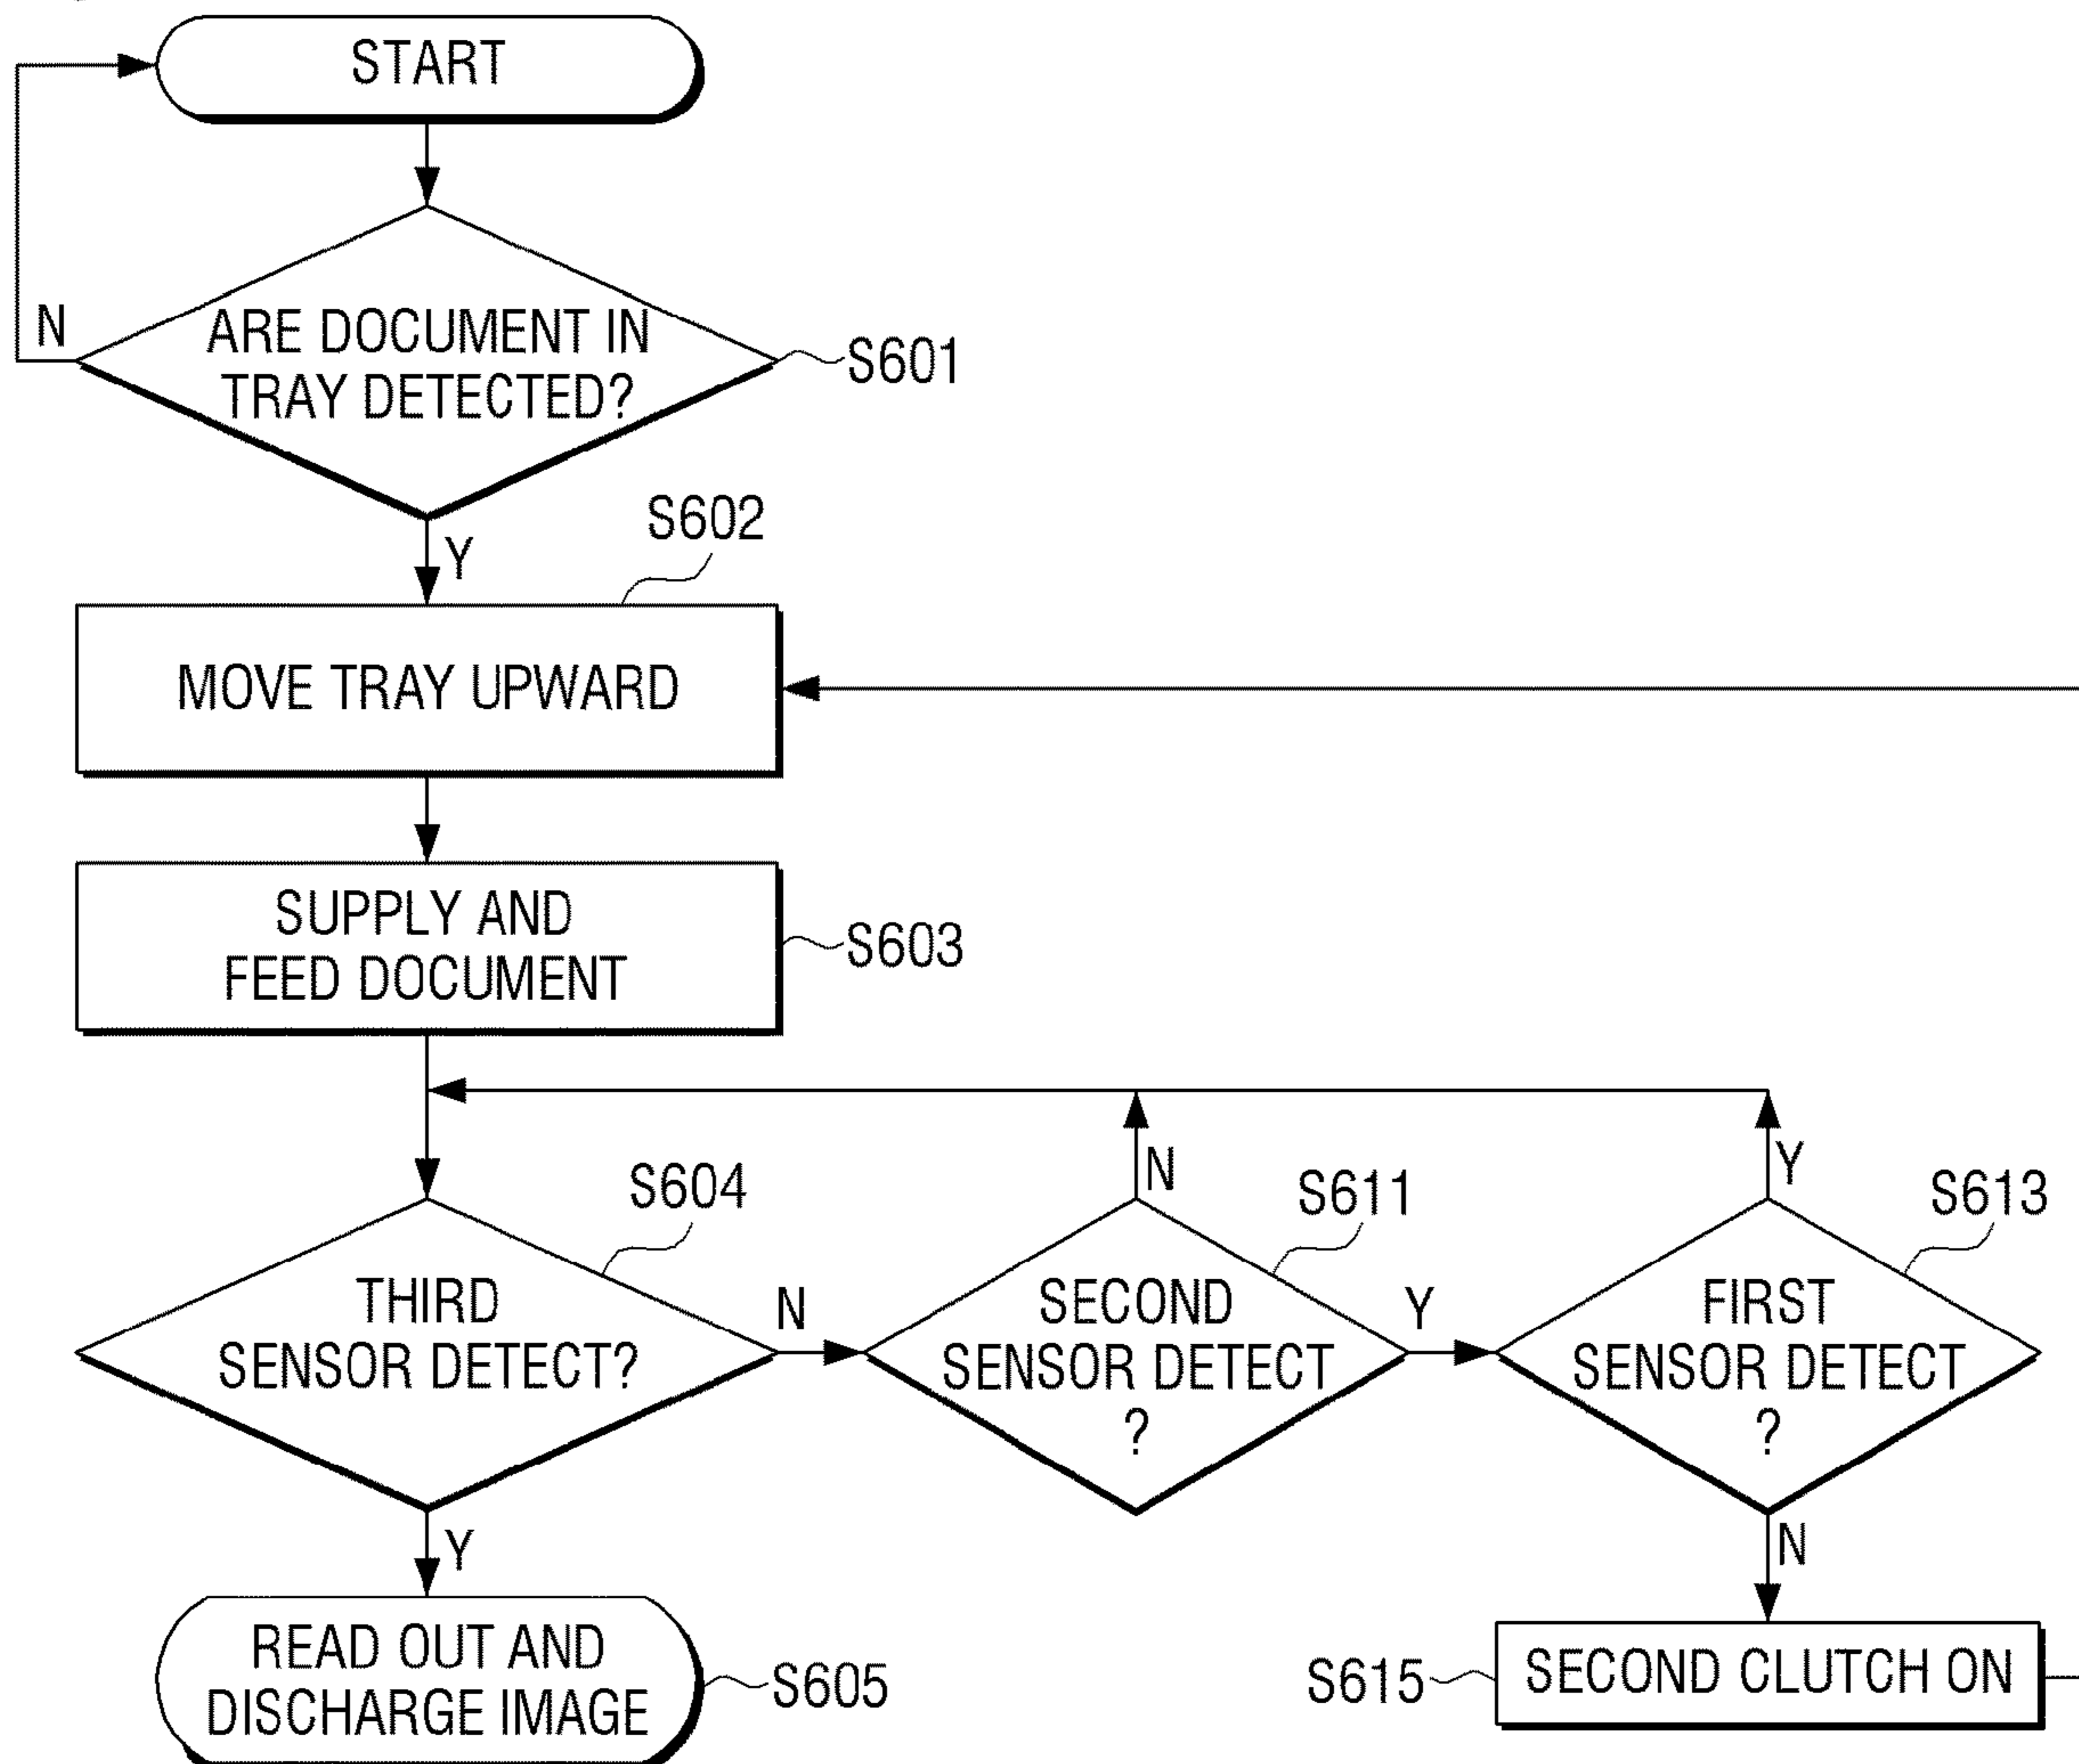 START
N
ARE DOCUMENT IN
TRAY DETECTED?
S601
Y
S602
MOVE TRAY UPWARD
SUPPLY AND
FEED DOCUMENT
S603
S604
THIRD
SENSOR DETECT?
N
N
S611
SECOND
SENSOR DETECT
?
Y
Y
S613
FIRST
SENSOR DETECT
?
Y
N
READ OUT AND
DISCHARGE IMAGE
S605
S615
SECOND CLUTCH ON